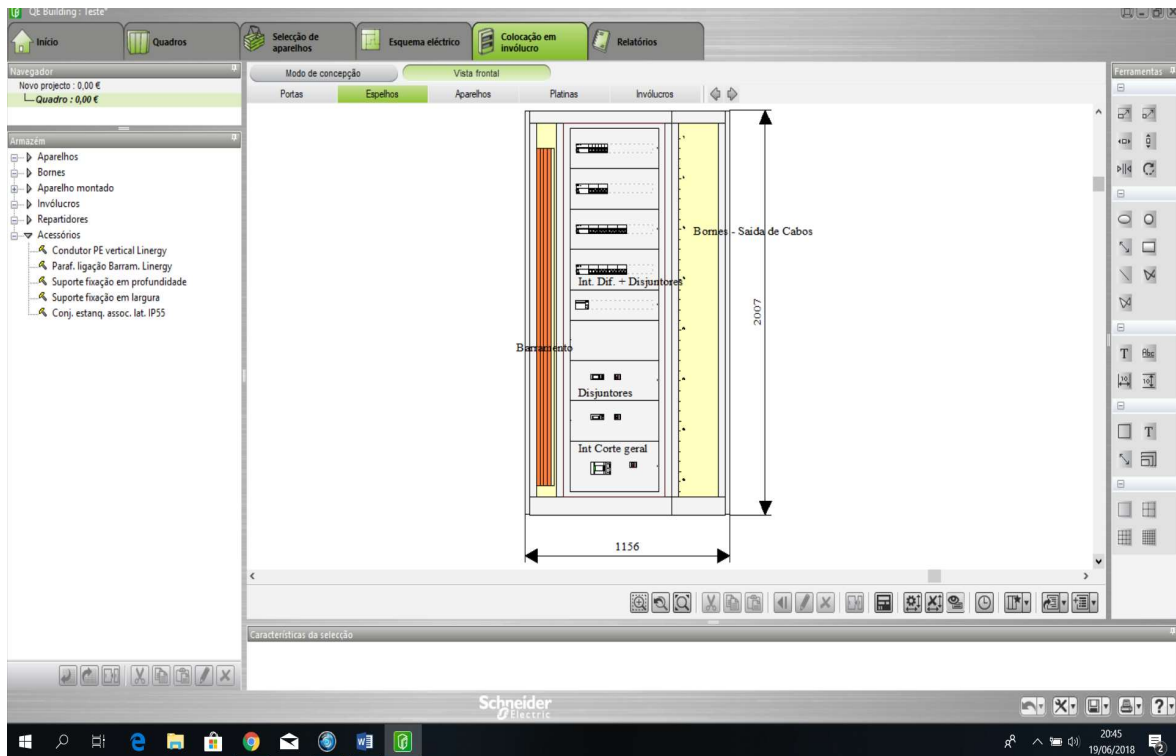 QE Building : Teste*
Início
Quadros
Selecção de aparelhos
Esquema eléctrico
Colocação em invólucro
Relatórios
Navegador
Novo projecto : 0,00 €
Quadro : 0,00 €
Armazém
Aparelhos
Bornes
Aparelho montado
Invólucros
Repartidores
Acessórios
Condutor PE vertical Linergy
Paraf. ligação Barram. Linergy
Suporte fixação em profundidade
Suporte fixação em largura
Conj. estanq. assoc. lat. IP55
Modo de concepção
Vista frontal
Portas
Espelhos
Aparelhos
Platinas
Invólucros
Bornes - Saida de Cabos
Int. Dif. + Disjuntores
2007
Barramento
Disjuntores
Int Corte geral
1156
Ferramentas
T
Abc
10
10
T
Características da selecção
Schneider
Electric
?
20:45
19/06/2018